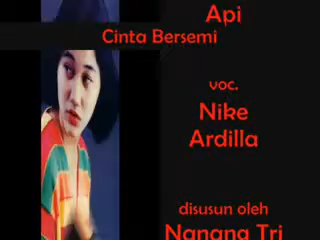 Api
Cinta Bersemi
voc.
Nike
Ardilla
disusun oleh
Nanang Tri